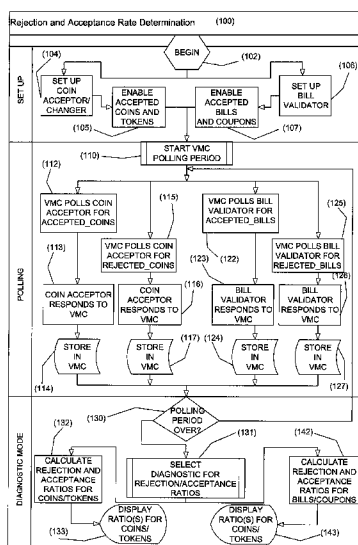 Rejection and Acceptance Rate Determination (100)
BEGIN
(102)
(104)
SET UP
COIN
ACCEPTOR/
CHANGER
ENABLE
ACCEPTED
COINS AND
TOKENS
(105)
ENABLE
ACCEPTED
BILLS
AND COUPONS
(107)
SET UP
BILL
VALIDATOR
(106)
SET UP
(110)
START VMC
POLLING PERIOD
(112)
VMC POLLS COIN
ACCEPTOR FOR
ACCEPTED_COINS
(115)
VMC POLLS COIN
ACCEPTOR FOR
REJECTED_COINS
VMC POLLS BILL
VALIDATOR FOR
ACCEPTED_BILLS
(122)
(125)
VMC POLLS BILL
VALIDATOR FOR
REJECTED_BILLS
(113)
COIN ACCEPTOR
RESPONDS TO VMC
COIN
ACCEPTOR
RESPONDS TO
VMC
(116)
(123)
BILL
VALIDATOR
RESPONDS TO
VMC
BILL
VALIDATOR
RESPONDS TO
VMC
(126)
POLLING
STORE
IN
VMC
(114)
STORE
IN
VMC
(117)
STORE
IN
VMC
(124)
STORE
IN
VMC
(127)
(130)
POLLING
PERIOD
OVER?
(132)
CALCULATE
REJECTION AND
ACCEPTANCE
RATIOS FOR
COINS/TOKENS
(131)
SELECT
DIAGNOSTIC FOR
REJECTION/ACCEPTANCE
RATIOS
(142)
CALCULATE
REJECTION AND
ACCEPTANCE
RATIOS FOR
BILLS/COUPONS
DISPLAY
RATIO(S) FOR
COINS/
TOKENS
(133)
DISPLAY
RATIO(S) FOR
COINS/
TOKENS
(143)
DIAGNOSTIC MODE